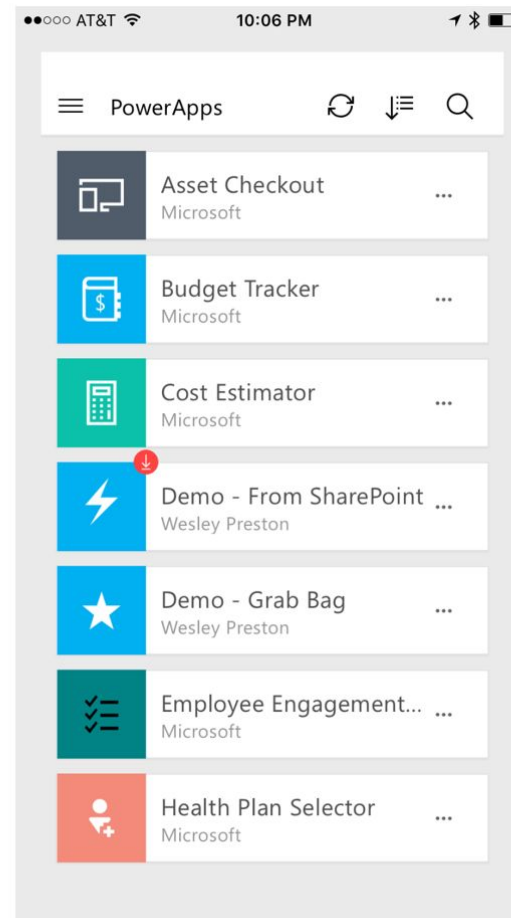 AT&T 10:06 PM
PowerApps
Asset Checkout
Microsoft
...
Budget Tracker
Microsoft
...
$
Cost Estimator
Microsoft
...
Demo - From SharePoint ...
Wesley Preston
Demo - Grab Bag
Wesley Preston
...
Employee Engagement... ...
Microsoft
Health Plan Selector
Microsoft
...